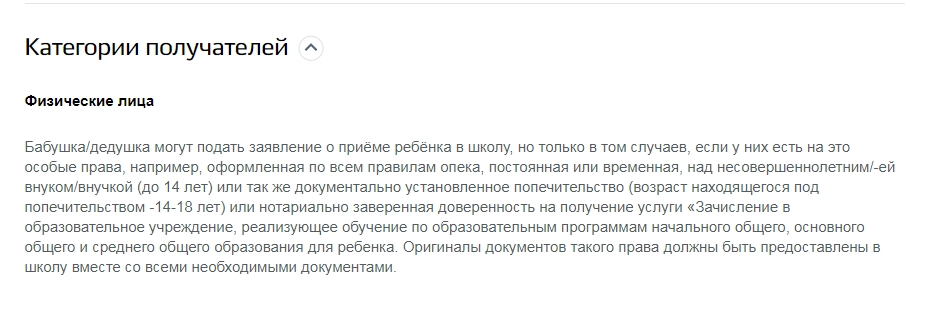 Категории получателей
Физические лица
Бабушка/дедушка могут подать заявление о приёме ребёнка в школу, но только в том случаев, если у них есть на это
особые права, например, оформленная по всем правилам опека, постоянная или временная, над несовершеннолетним/-ей
внуком/внучкой (до 14 лет) или так же документально установленное попечительство (возраст находящегося под
попечительством -14-18 лет) или нотариально заверенная доверенность на получение услуги «Зачисление в
образовательное учреждение, реализующее обучение по образовательным программам начального общего, основного
общего и среднего общего образования для ребенка. Оригиналы документов такого права должны быть предоставлены в
школу вместе со всеми необходимыми документами.